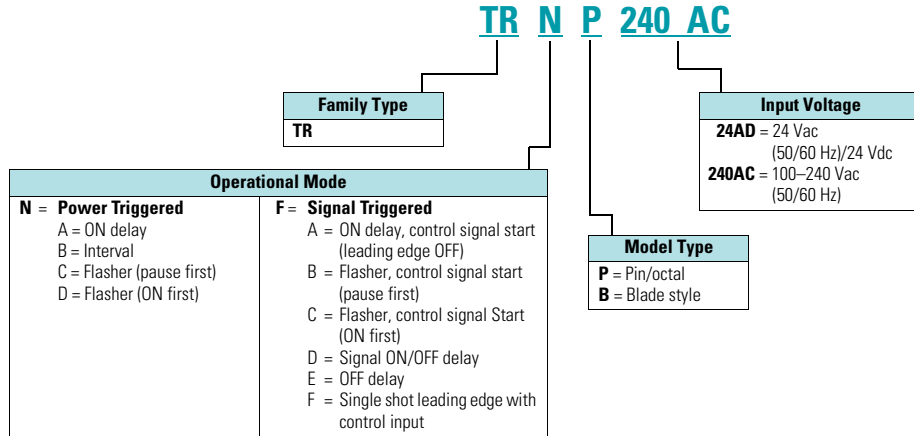 TR N P 240 AC
Family Type
TR
Input Voltage
24AD = 24 Vac
(50/60 Hz)/24 Vdc
240AC = 100–240 Vac
(50/60 Hz)
Operational Mode
N = Power Triggered
A = ON delay
B = Interval
C = Flasher (pause first)
D = Flasher (ON first)
F = Signal Triggered
A = ON delay, control signal start
(leading edge OFF)
B = Flasher, control signal start
(pause first)
C = Flasher, control signal Start
(ON first)
D = Signal ON/OFF delay
E = OFF delay
F = Single shot leading edge with
control input
Model Type
P = Pin/octal
B = Blade style